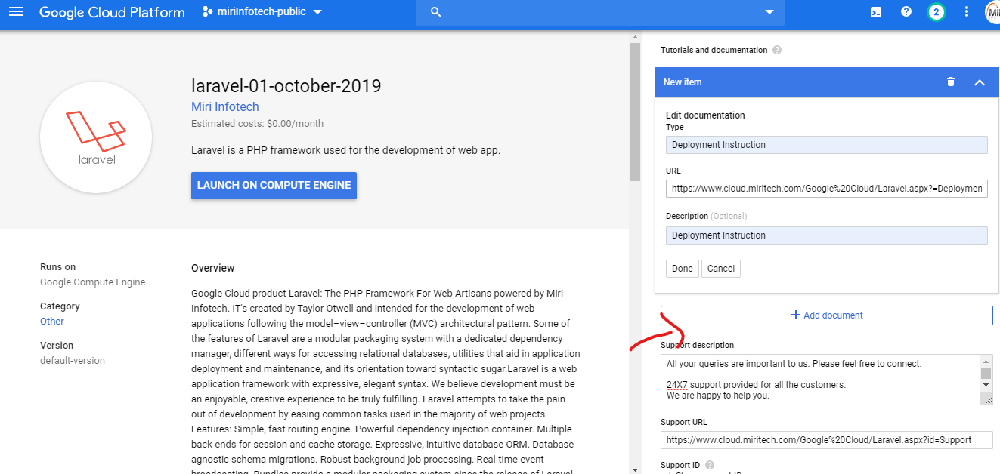 Google Cloud Platform
miriInfotech-public
2
Mi
laravel
laravel-01-october-2019
Miri Infotech
Estimated costs: $0.00/month
Laravel is a PHP framework used for the development of web app.
LAUNCH ON COMPUTE ENGINE
Runs on
Google Compute Engine
Category
Other
Version
default-version
Overview
Google Cloud product Laravel: The PHP Framework For Web Artisans powered by Miri
Infotech. IT's created by Taylor Otwell and intended for the development of web
applications following the model–view–controller (MVC) architectural pattern. Some of
the features of Laravel are a modular packaging system with a dedicated dependency
manager, different ways for accessing relational databases, utilities that aid in application
deployment and maintenance, and its orientation toward syntactic sugar.Laravel is a web
application framework with expressive, elegant syntax. We believe development must be
an enjoyable, creative experience to be truly fulfilling. Laravel attempts to take the pain
out of development by easing common tasks used in the majority of web projects
Features: Simple, fast routing engine. Powerful dependency injection container. Multiple
back-ends for session and cache storage. Expressive, intuitive database ORM. Database
agnostic schema migrations. Robust background job processing. Real-time event
broadcasting. Bundles provide a modular packaging system since the release of Laravel
Tutorials and documentation ?
New item
Edit documentation
Type
Deployment Instruction
URL
https://www.cloud.miritech.com/Google%20Cloud/Laravel.aspx?=Deploymen
Description (Optional)
Deployment Instruction
Done Cancel
+ Add document
Support description
All your queries are important to us. Please feel free to connect.
24X7 support provided for all the customers.
We are happy to help you.
Support URL
https://www.cloud.miritech.com/Google%20Cloud/Laravel.aspx?id=Support
Support ID ?